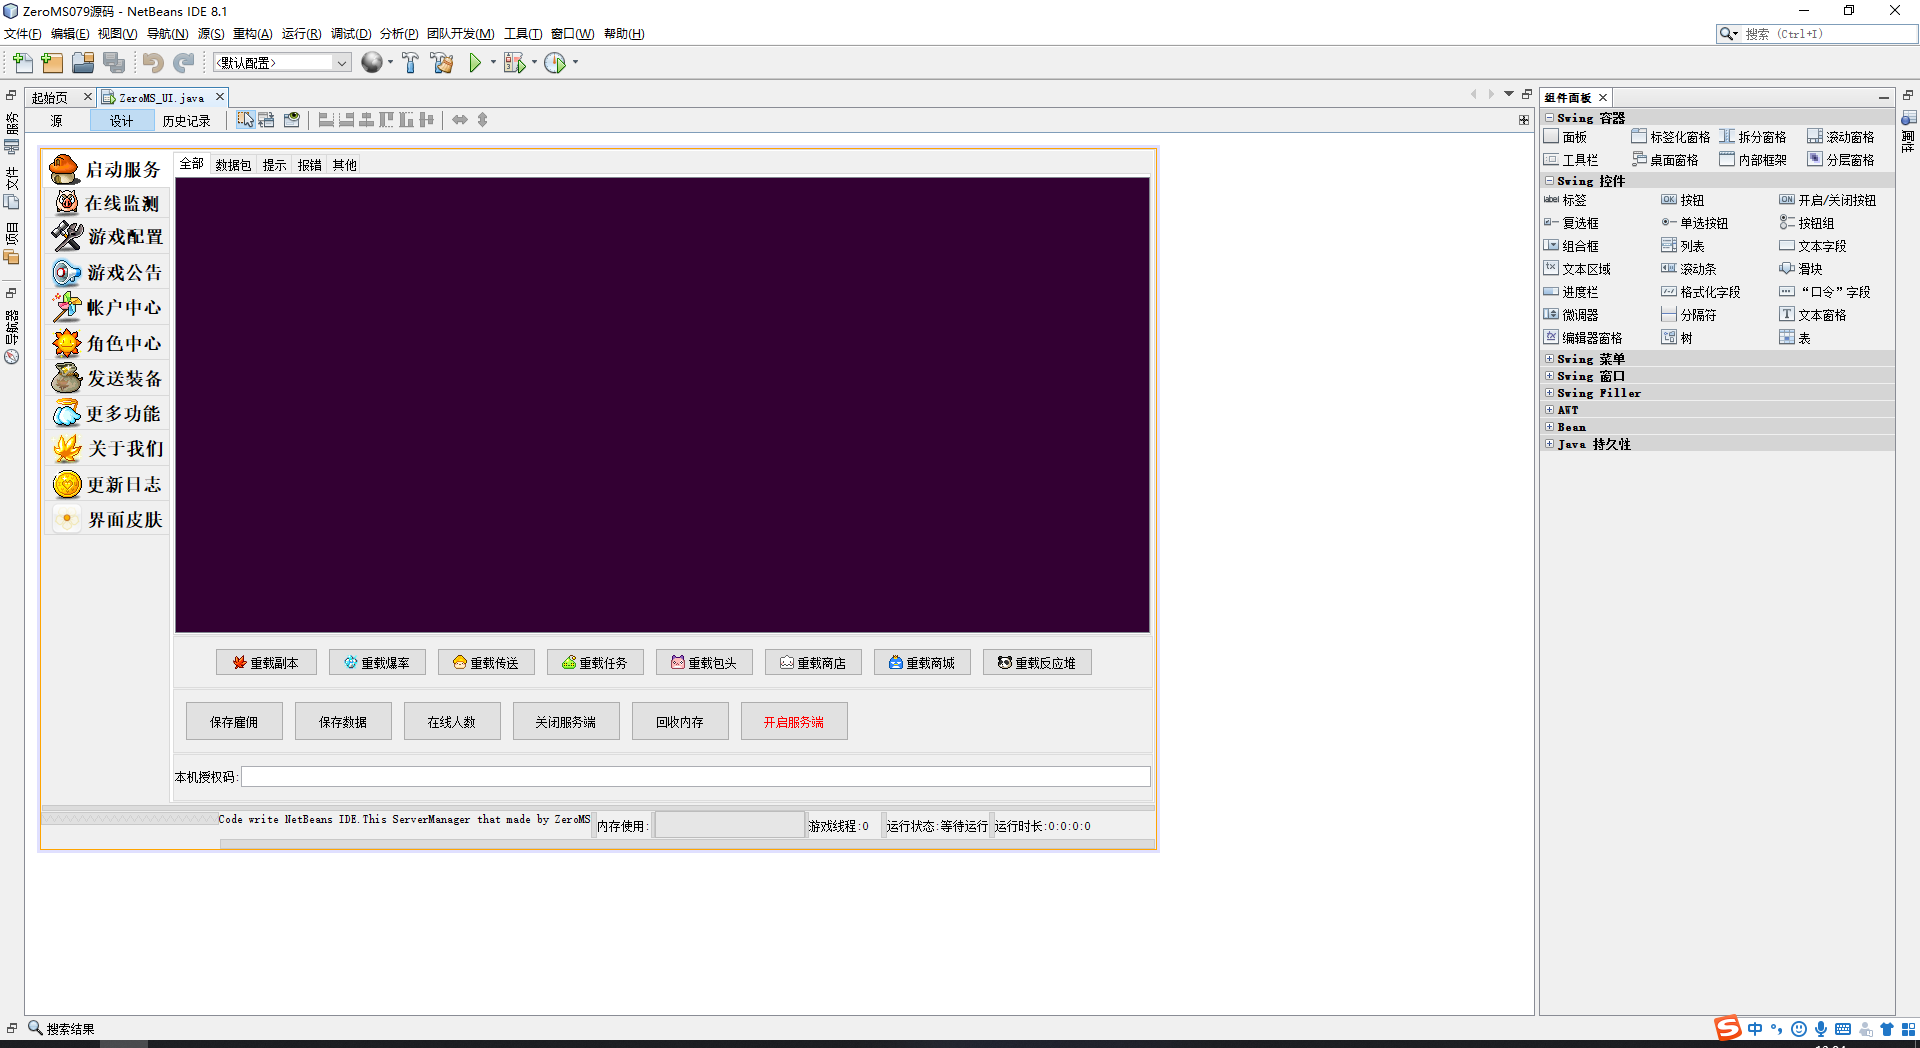 ZeroMS079源码 - NetBeans IDE 8.1
文件(F) 编辑(E) 视图(V) 导航(N) 源(S) 重构(A) 运行(R) 调试(D) 分析(P) 团队开发(M) 工具(T) 窗口(W) 帮助(H)
搜索 (Ctrl+I)
<默认配置>
起始页 ZeroMS_UI.java
源 设计 历史记录
服务
文件
项目
导航器
启动服务
在线监测
游戏配置
游戏公告
帐户中心
角色中心
发送装备
更多功能
关于我们
更新日志
界面皮肤
全部 数据包 提示 报错 其他
重载副本 重载爆率 重载传送 重载任务 重载包头 重载商店 重载商城 重载反应堆
保存雇佣 保存数据 在线人数 关闭服务端 回收内存 开启服务端
本机授权码:
Code write NetBeans IDE.This ServerManager that made by ZeroMS 内存使用: 游戏线程:0 运行状态:等待运行 运行时长:0:0:0:0
组件面板
Swing 容器
面板 标签化窗格 拆分窗格 滚动窗格
工具栏 桌面窗格 内部框架 分层窗格
Swing 控件
label 标签 OK 按钮 ON 开启/关闭按钮
复选框 单选按钮 按钮组
组合框 列表 文本字段
文本区域 滚动条 滑块
进度栏 格式化字段 “口令”字段
微调器 分隔符 T 文本窗格
编辑器窗格 树 表
Swing 菜单
Swing 窗口
Swing Filler
AWT
Bean
Java 持久性
属性
搜索结果
中